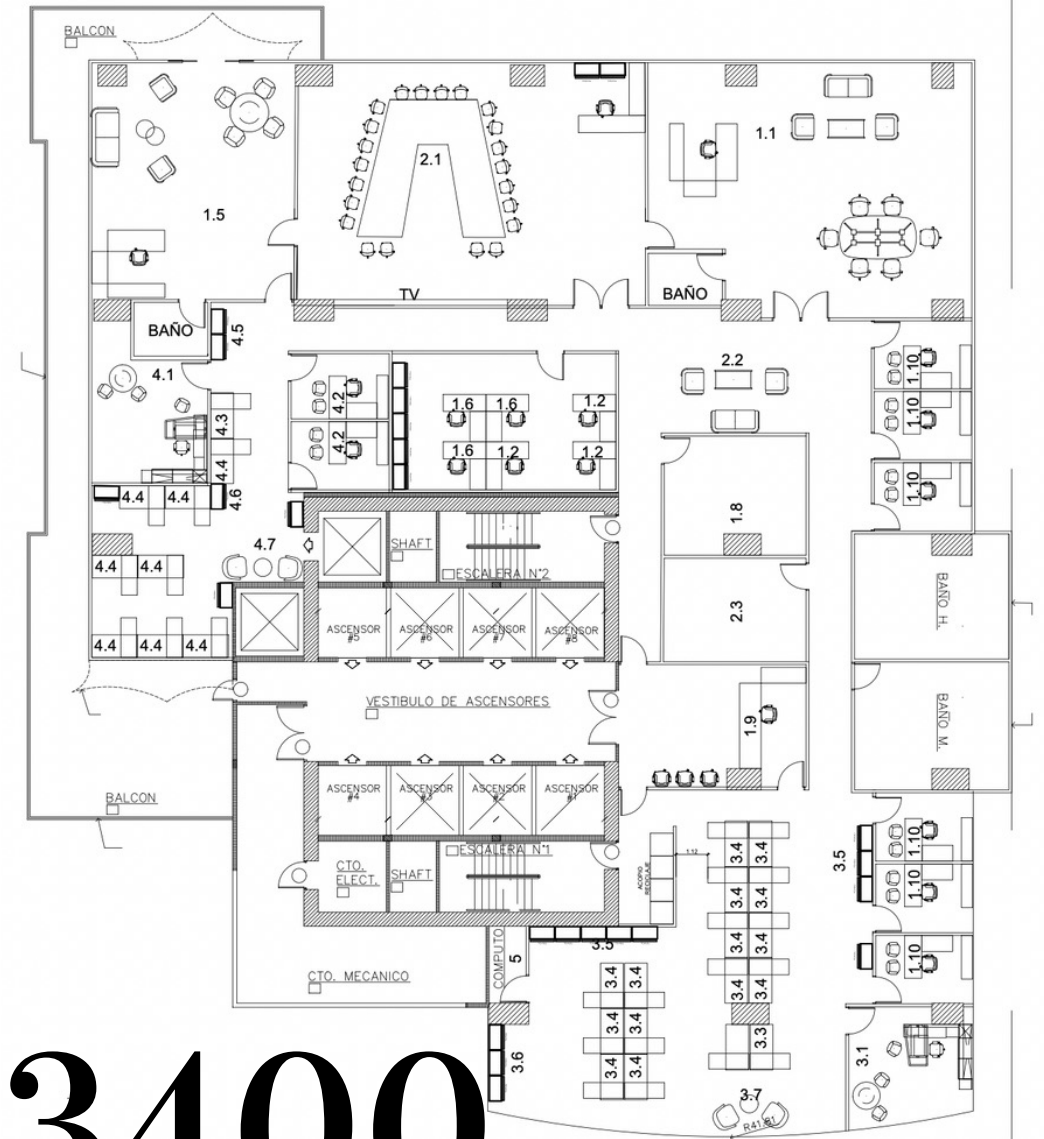 BALCON
1.5
2.1
1.1
TV
BAÑO
BAÑO
4.5
4.1
4.2
4.2
4.3
4.4
4.4 4.4
4.6
1.6 1.6 1.2
1.6 1.2 1.2
2.2
1.10
1.10
1.10
1.8
4.7
SHAFT
ESCALERA N°2
4.4 4.4
4.4 4.4 4.4
ASCENSOR #5
ASCENSOR #6
ASCENSOR #7
ASCENSOR #8
2.3
BAÑO H.
VESTIBULO DE ASCENSORES
1.9
BAÑO M.
BALCON
ASCENSOR #4
ASCENSOR #3
ASCENSOR #2
ASCENSOR #1
ESCALERA N°1
CTO. ELECT.
SHAFT
ACOPIO RECICLAJE
1.12
3.4 3.4
3.4 3.4
3.4 3.4
3.4 3.4
3.3
3.5
1.10
1.10
1.10
3.5
COMPUTO
5
CTO. MECANICO
3.4 3.4
3.4 3.4
3.4 3.4
3.6
3.1
3.7
3400